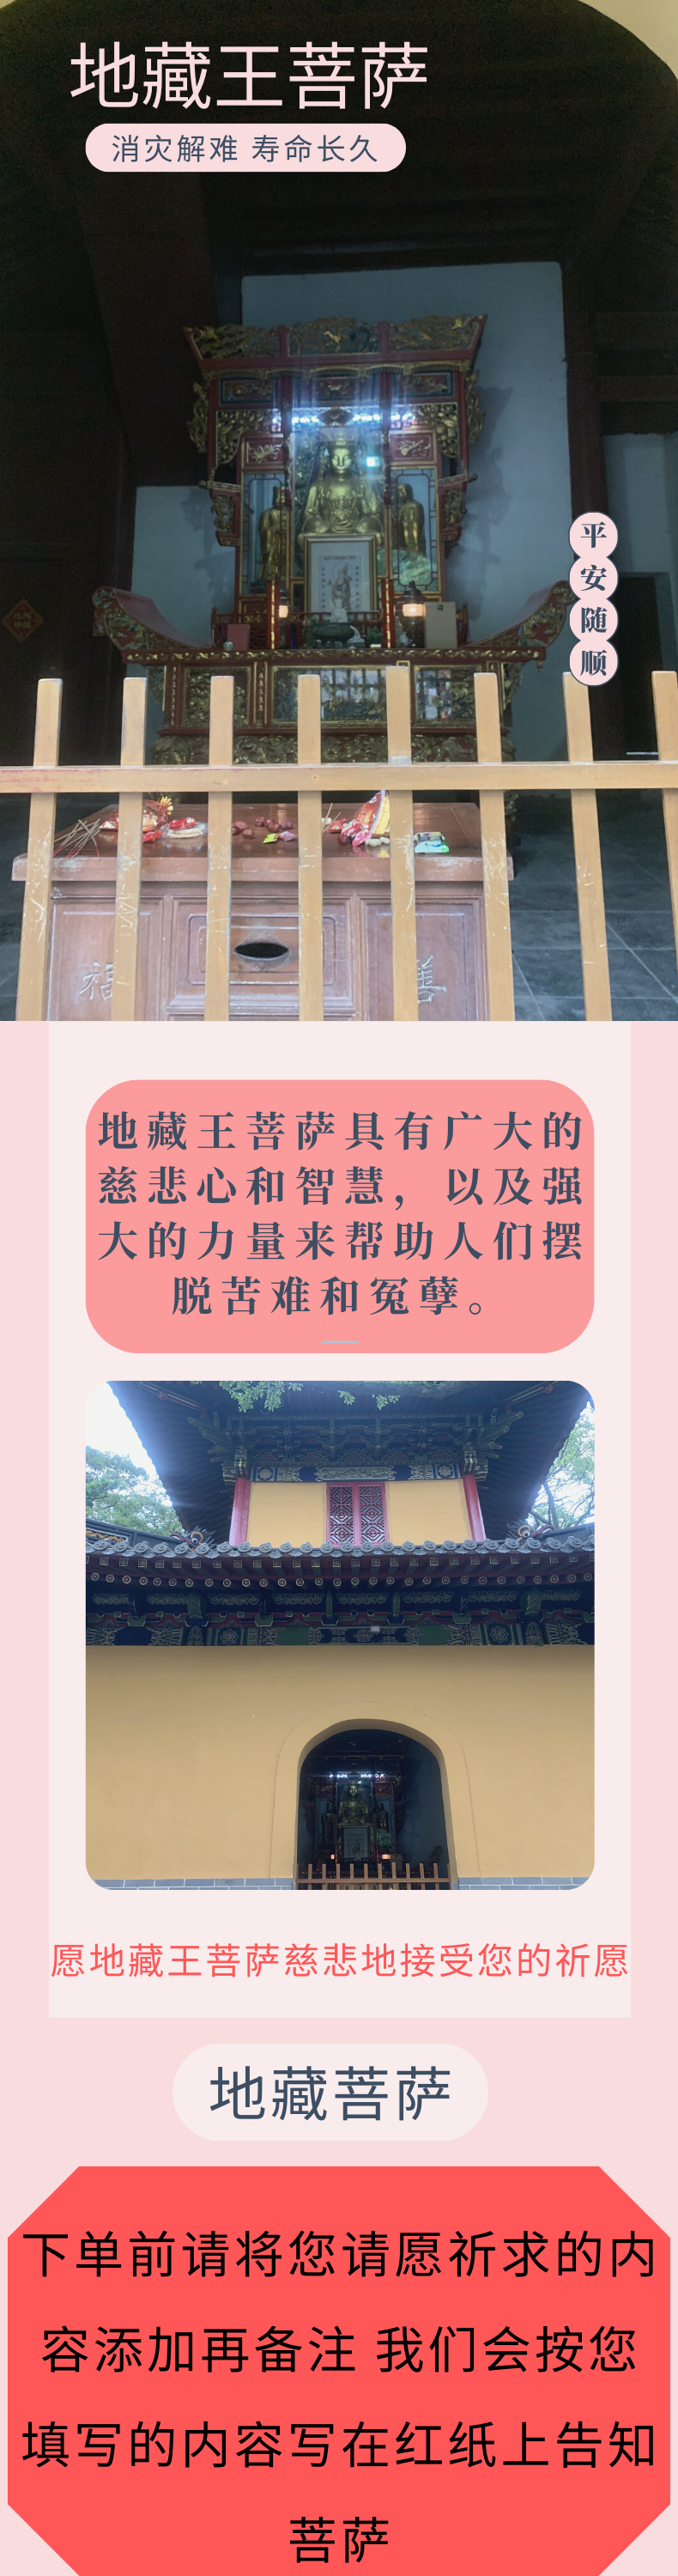 地藏王菩萨
消灾解难 寿命长久
平安随顺
福
善
地藏王菩萨具有广大的
慈悲心和智慧，以及强
大的力量来帮助人们摆
脱苦难和冤孽。
愿地藏王菩萨慈悲地接受您的祈愿
地藏菩萨
下单前请将您请愿祈求的内
容添加再备注 我们会按您
填写的内容写在红纸上告知
菩萨